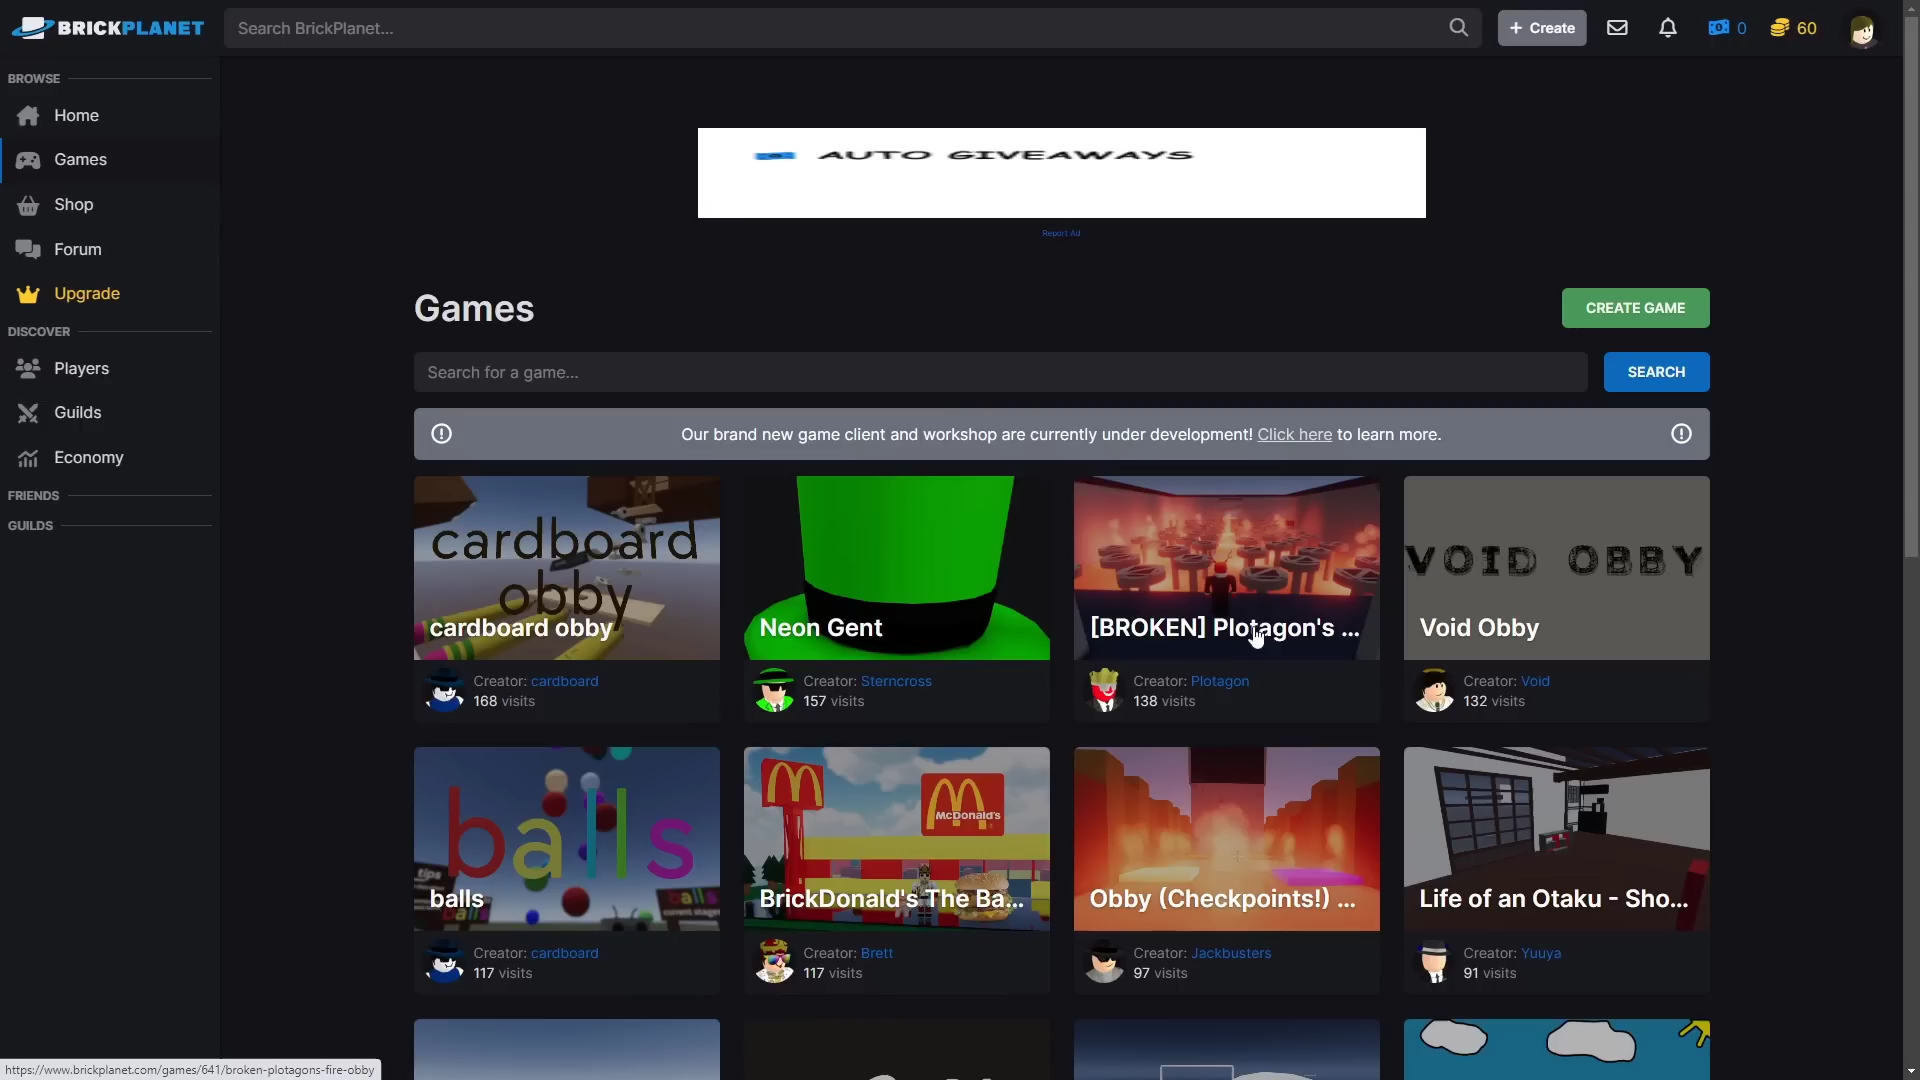 BRICKPLANET
Search BrickPlanet...
+ Create
0
60
BROWSE
Home
Games
Shop
Forum
Upgrade
DISCOVER
Players
Guilds
Economy
FRIENDS
GUILDS
AUTO GIVEAWAYS
Report Ad
Games
CREATE GAME
Search for a game...
SEARCH
Our brand new game client and workshop are currently under development! Click here to learn more.
cardboard
obby
cardboard obby
Creator: cardboard
168 visits
Neon Gent
Creator: Sterncross
157 visits
[BROKEN] Plotagon's ...
Creator: Plotagon
138 visits
VOID OBBY
Void Obby
Creator: Void
132 visits
balls
tips
balls
balls
current stages
balls
Creator: cardboard
117 visits
McDonald's
BrickDonald's The Ba...
Creator: Brett
117 visits
Obby (Checkpoints!) ...
Creator: Jackbusters
97 visits
Life of an Otaku - Sho...
Creator: Yuuya
91 visits
https://www.brickplanet.com/games/641/broken-plotagons-fire-obby